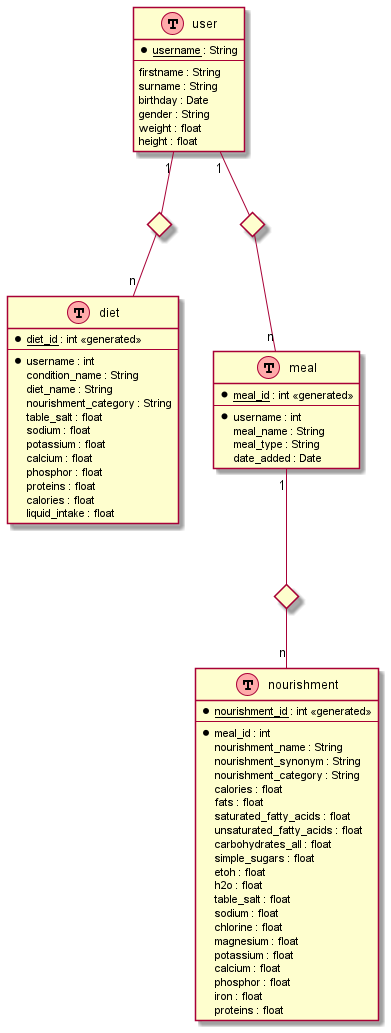 T user
username : String
firstname : String
surname : String
birthday : Date
gender : String
weight : float
height : float
1
1
n
T diet
diet_id : int «generated»
username : int
condition_name : String
diet_name : String
nourishment_category : String
table_salt : float
sodium : float
potassium : float
calcium : float
phosphor : float
proteins : float
calories : float
liquid_intake : float
n
T meal
meal_id : int «generated»
username : int
meal_name : String
meal_type : String
date_added : Date
1
n
T nourishment
nourishment_id : int «generated»
meal_id : int
nourishment_name : String
nourishment_synonym : String
nourishment_category : String
calories : float
fats : float
saturated_fatty_acids : float
unsaturated_fatty_acids : float
carbohydrates_all : float
simple_sugars : float
etoh : float
h2o : float
table_salt : float
sodium : float
chlorine : float
magnesium : float
potassium : float
calcium : float
phosphor : float
iron : float
proteins : float